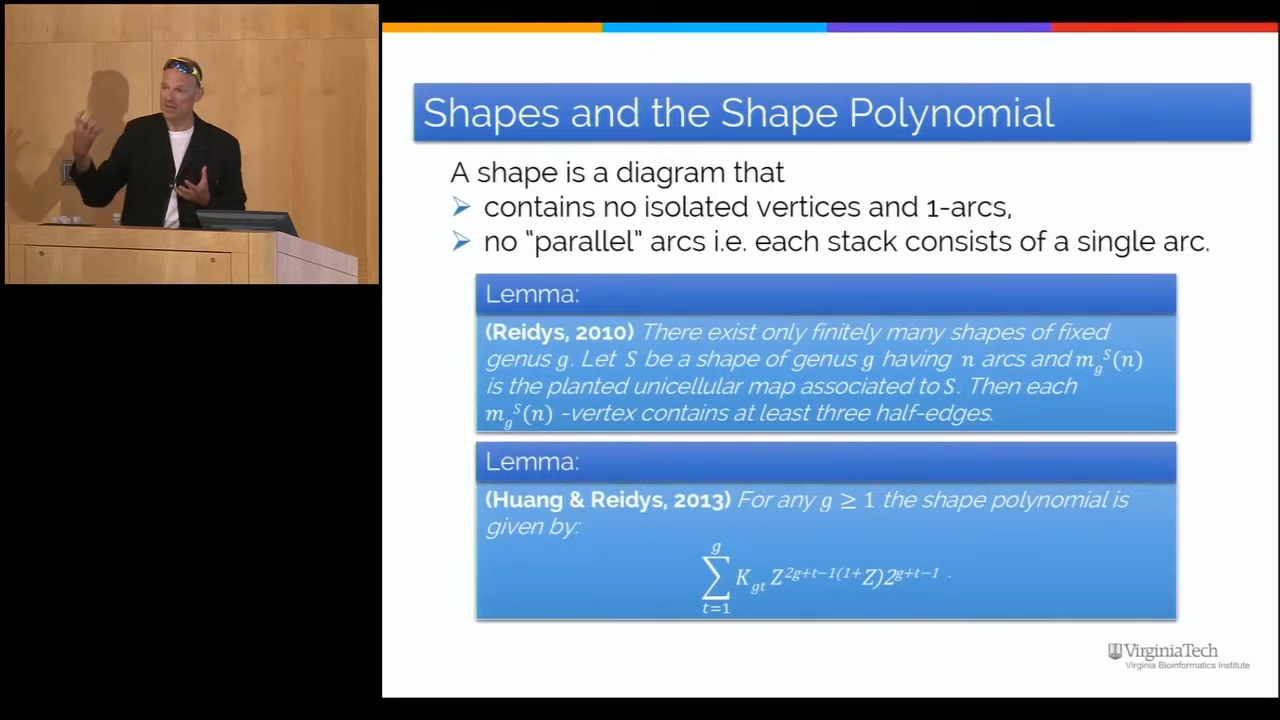 Shapes and the Shape Polynomial
A shape is a diagram that
➢ contains no isolated vertices and 1-arcs,
➢ no “parallel” arcs i.e. each stack consists of a single arc.
Lemma:
(Reidys, 2010) There exist only finitely many shapes of fixed
genus g. Let S be a shape of genus g having n arcs and m_g^S(n)
is the planted unicellular map associated to S. Then each
m_g^S(n) -vertex contains at least three half-edges.
Lemma:
(Huang & Reidys, 2013) For any g ≥ 1 the shape polynomial is
given by:
∑_{t=1}^{g} K_{gt} Z^{2g+t−1(1+}Z)2^{g+t−1} .
VirginiaTech
Virginia Bioinformatics Institute